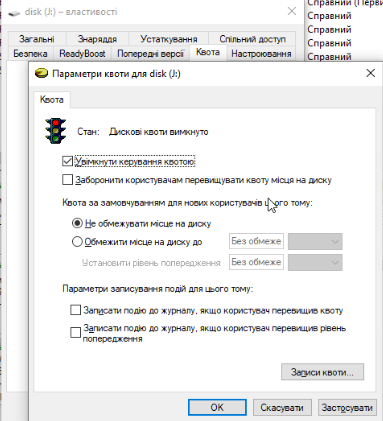 disk (J:) – властивості
Справний (Перви
Справний
Справний
Справний
Справний
Загальні Знаряддя Устаткування Спільний доступ
Безпека ReadyBoost Попередні версії Квота Настроювання
Параметри квоти для disk (J:)
Квота
Стан: Дискові квоти вимкнуто
Увімкнути керування квотою
Заборонити користувачам перевищувати квоту місця на диску
Квота за замовчуванням для нових користувачів цього тому:
Не обмежувати місце на диску
Обмежити місце на диску до Без обмеже
Установити рівень попередження Без обмеже
Параметри записування подій для цього тому:
Записати подію до журналу, якщо користувач перевищив квоту
Записати подію до журналу, якщо користувач перевищив рівень
попередження
Записи квоти...
OK Скасувати Застосувати